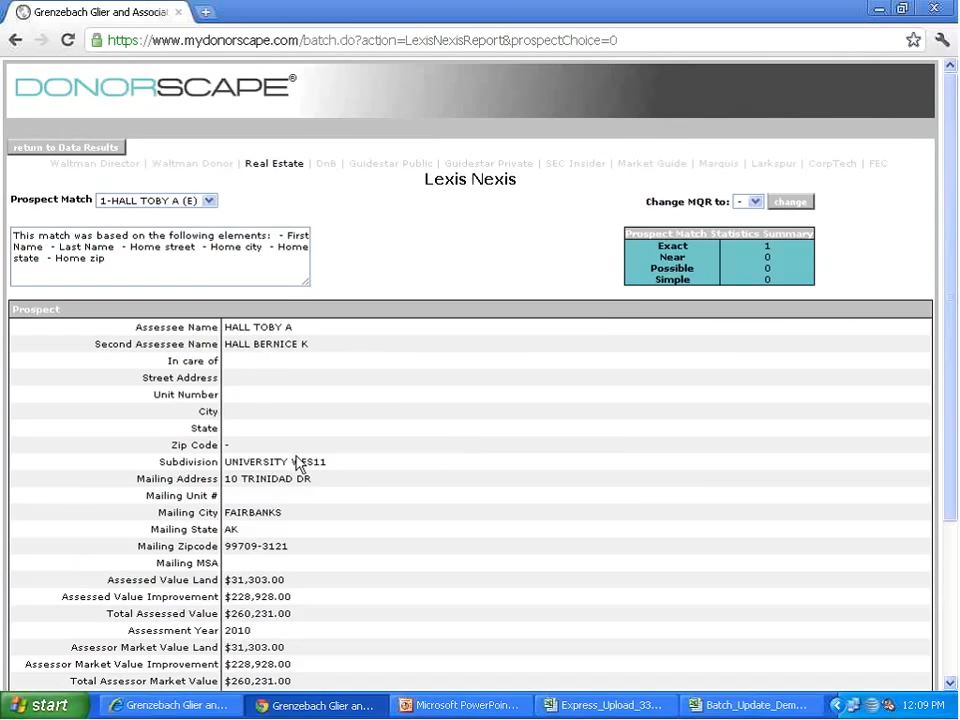 Grenzebach Glier and Associat
https://www.mydonorscape.com/batch.do?action=LexisNexisReport&prospectChoice=0
DONORSCAPE®
return to Data Results
Waltman Director | Waltman Donor | Real Estate | DnB | Guidestar Public | Guidestar Private | SEC Insider | Market Guide | Marquis | Larkspur | CorpTech | FEC
Lexis Nexis
Prospect Match 1-HALL TOBY A (E) Change MQR to: - change
This match was based on the following elements: - First
Name - Last Name - Home street - Home city - Home
state - Home zip
Prospect Match Statistics Summary
Exact 1
Near 0
Possible 0
Simple 0
Prospect
Assessee Name HALL TOBY A
Second Assessee Name HALL BERNICE K
In care of
Street Address
Unit Number
City
State
Zip Code -
Subdivision UNIVERSITY WES11
Mailing Address 10 TRINIDAD DR
Mailing Unit #
Mailing City FAIRBANKS
Mailing State AK
Mailing Zipcode 99709-3121
Mailing MSA
Assessed Value Land $31,303.00
Assessed Value Improvement $228,928.00
Total Assessed Value $260,231.00
Assessment Year 2010
Assessor Market Value Land $31,303.00
Assessor Market Value Improvement $228,928.00
Total Assessor Market Value $260,231.00
start Grenzebach Glier an... Grenzebach Glier an... Microsoft PowerPoin... Express_Upload_33... Batch_Update_Dem... 12:09 PM